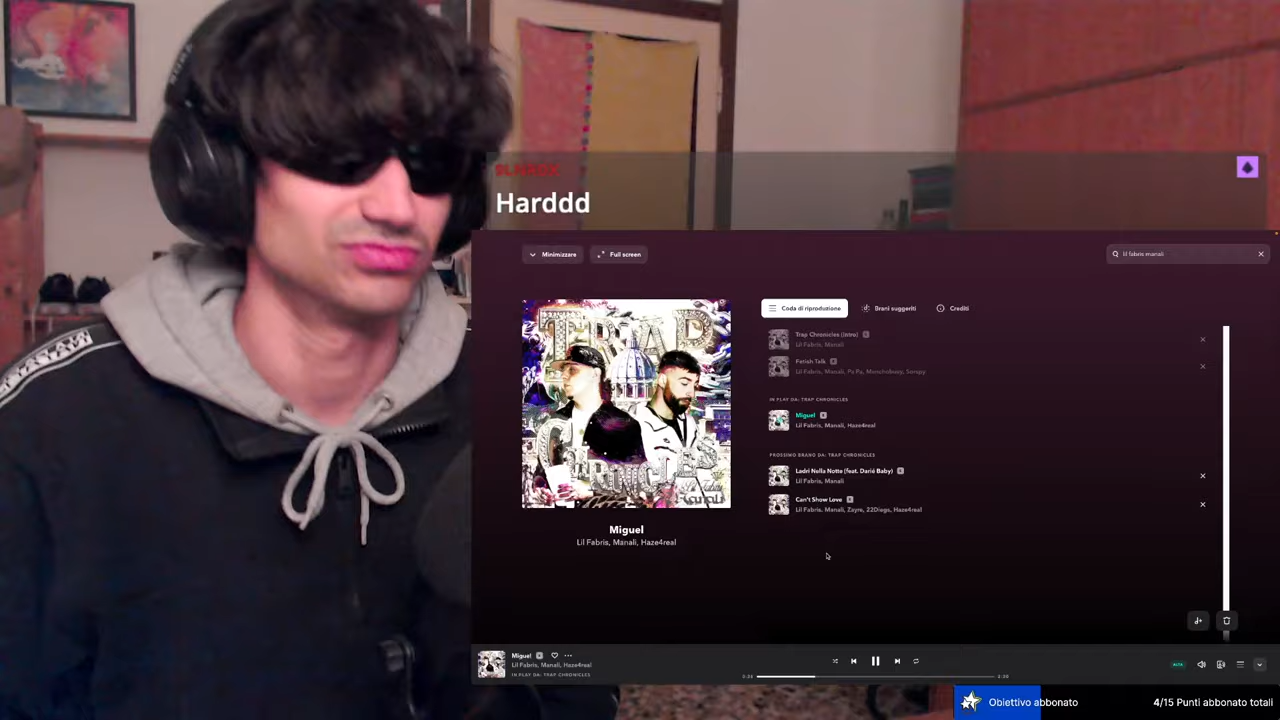 Harddd
Minimizzare
Full screen
lil fabris manali
Coda di riproduzione
Brani suggeriti
Crediti
Trap Chronicles (Intro)
Lil Fabris, Manali
Fetish Talk
IN PLAY DA: TRAP CHRONICLES
Miguel
Lil Fabris, Manali, Haze4real
PROSSIMO BRANO DA: TRAP CHRONICLES
Ladri Nella Notte (feat. Darié Baby)
Lil Fabris, Manali
Can't Show Love
Lil Fabris, Manali, Zayre, 22Diego, Haze4real
TRAP
CHRONICLES
Miguel
Lil Fabris, Manali, Haze4real
Miguel
Lil Fabris, Manali, Haze4real
IN PLAY DA: TRAP CHRONICLES
Obiettivo abbonato
4/15 Punti abbonato totali